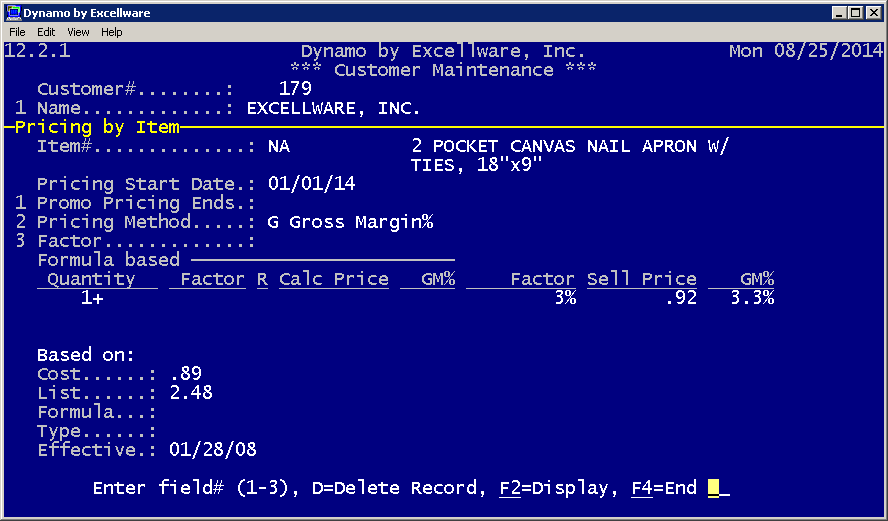 Dynamo by Excellware
File Edit View Help
12.2.1 Dynamo by Excellware, Inc. Mon 08/25/2014
*** Customer Maintenance ***
Customer#........: 179
1 Name.............: EXCELLWARE, INC.
Pricing by Item
Item#..............: NA 2 POCKET CANVAS NAIL APRON W/
TIES, 18"x9"
Pricing Start Date.: 01/01/14
1 Promo Pricing Ends.:
2 Pricing Method.....: G Gross Margin%
3 Factor.............:
Formula based
Quantity Factor R Calc Price GM% Factor Sell Price GM%
1+ 3% .92 3.3%
Based on:
Cost......: .89
List......: 2.48
Formula...:
Type......:
Effective.: 01/28/08
Enter field# (1-3), D=Delete Record, F2=Display, F4=End